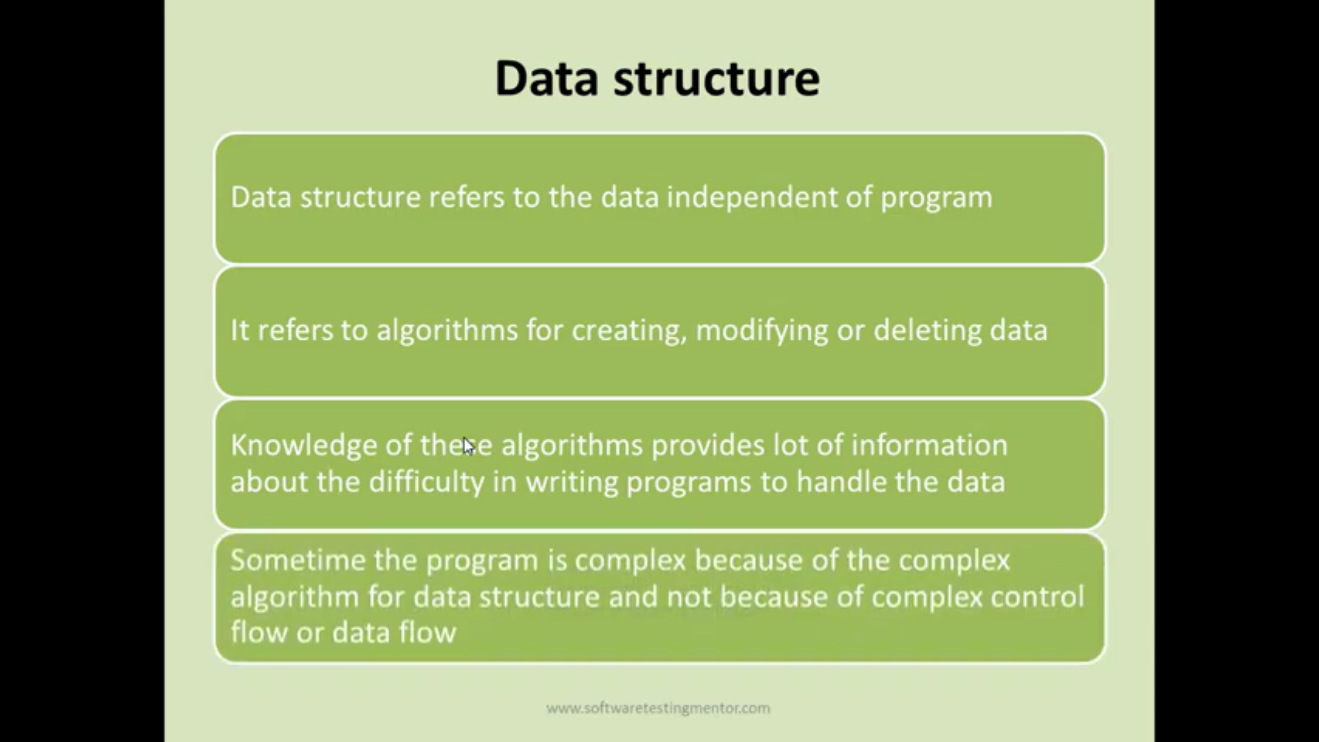 Data structure
Data structure refers to the data independent of program
It refers to algorithms for creating, modifying or deleting data
Knowledge of these algorithms provides lot of information
about the difficulty in writing programs to handle the data
Sometime the program is complex because of the complex
algorithm for data structure and not because of complex control
flow or data flow
www.softwaretestingmentor.com